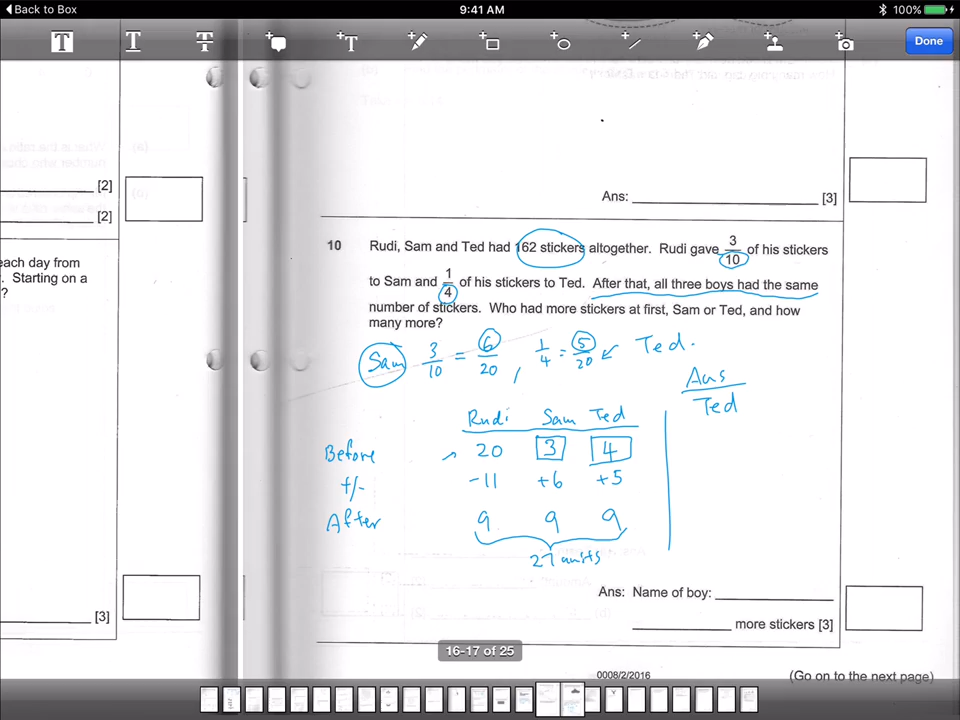 Back to Box
9:41 AM
100%
T T T T
Done
[2]
[2]
each day from
. Starting on a
?
[3]
Ans: ____________ [3]
10 Rudi, Sam and Ted had 162 stickers altogether. Rudi gave 3/10 of his stickers
to Sam and 1/4 of his stickers to Ted. After that, all three boys had the same
number of stickers. Who had more stickers at first, Sam or Ted, and how
many more?
Sam 3/10 = 6/20 , 1/4 = 5/20 ← Ted.
Ans
Ted
Rudi Sam Ted
Before → 20 3 4
+/- -11 +6 +5
After 9 9 9
27 units
Ans: Name of boy: ____________
____________ more stickers [3]
16-17 of 25
0008/2/2016
(Go on to the next page)